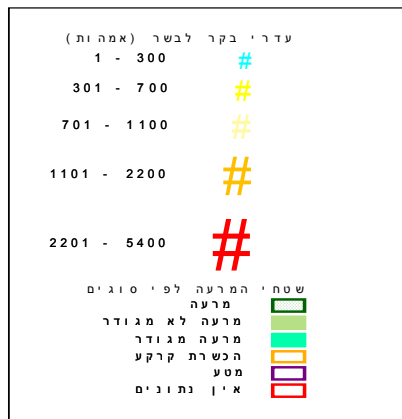 עדרי בקר לבשר (אמהות)
1 - 300 #
301 - 700 #
701 - 1100 #
1101 - 2200 #
2201 - 5400 #
שטחי המרעה לפי סוגים
מרעה
מרעה לא מגודר
מרעה מגודר
הכשרת קרקע
מטע
אין נתונים